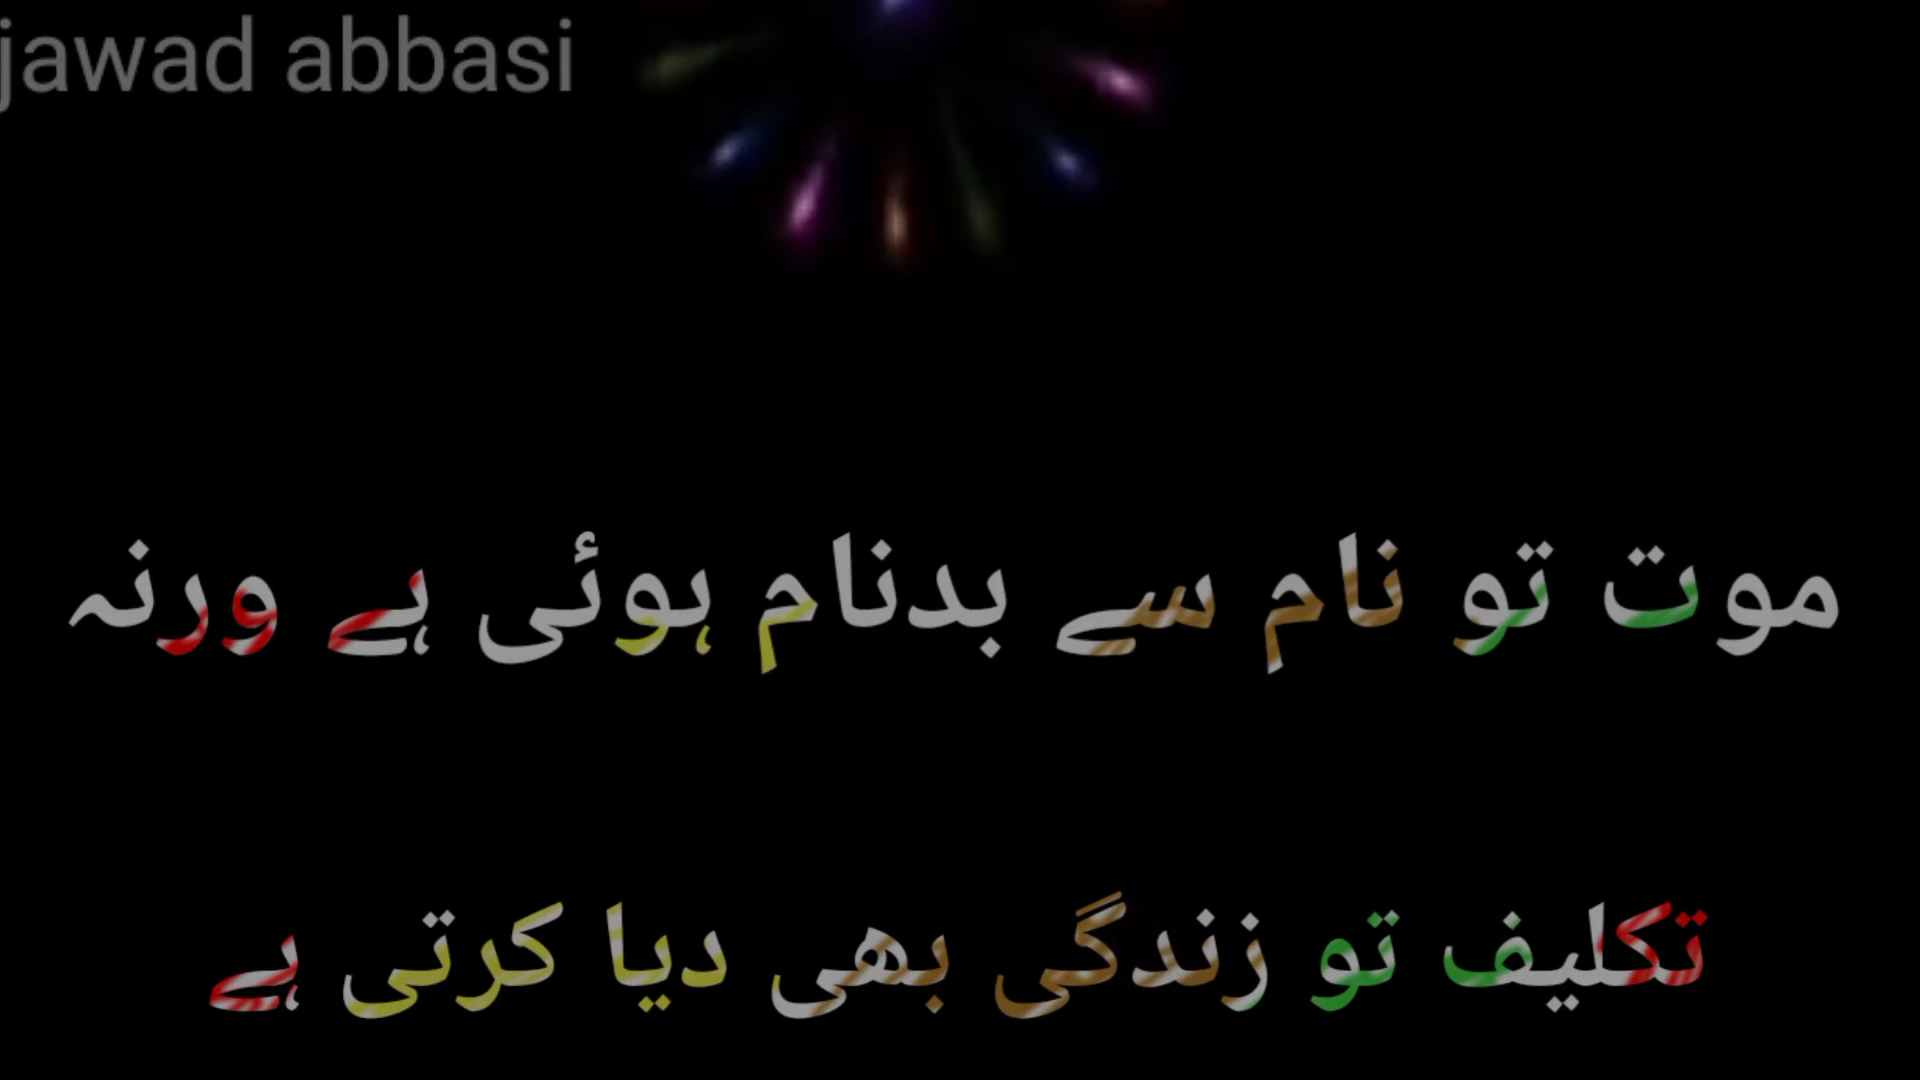 jawad abbasi
موت تو نام سے بدنام ہوئی ہے ورنہ
تکلیف تو زندگی بھی دیا کرتی ہے